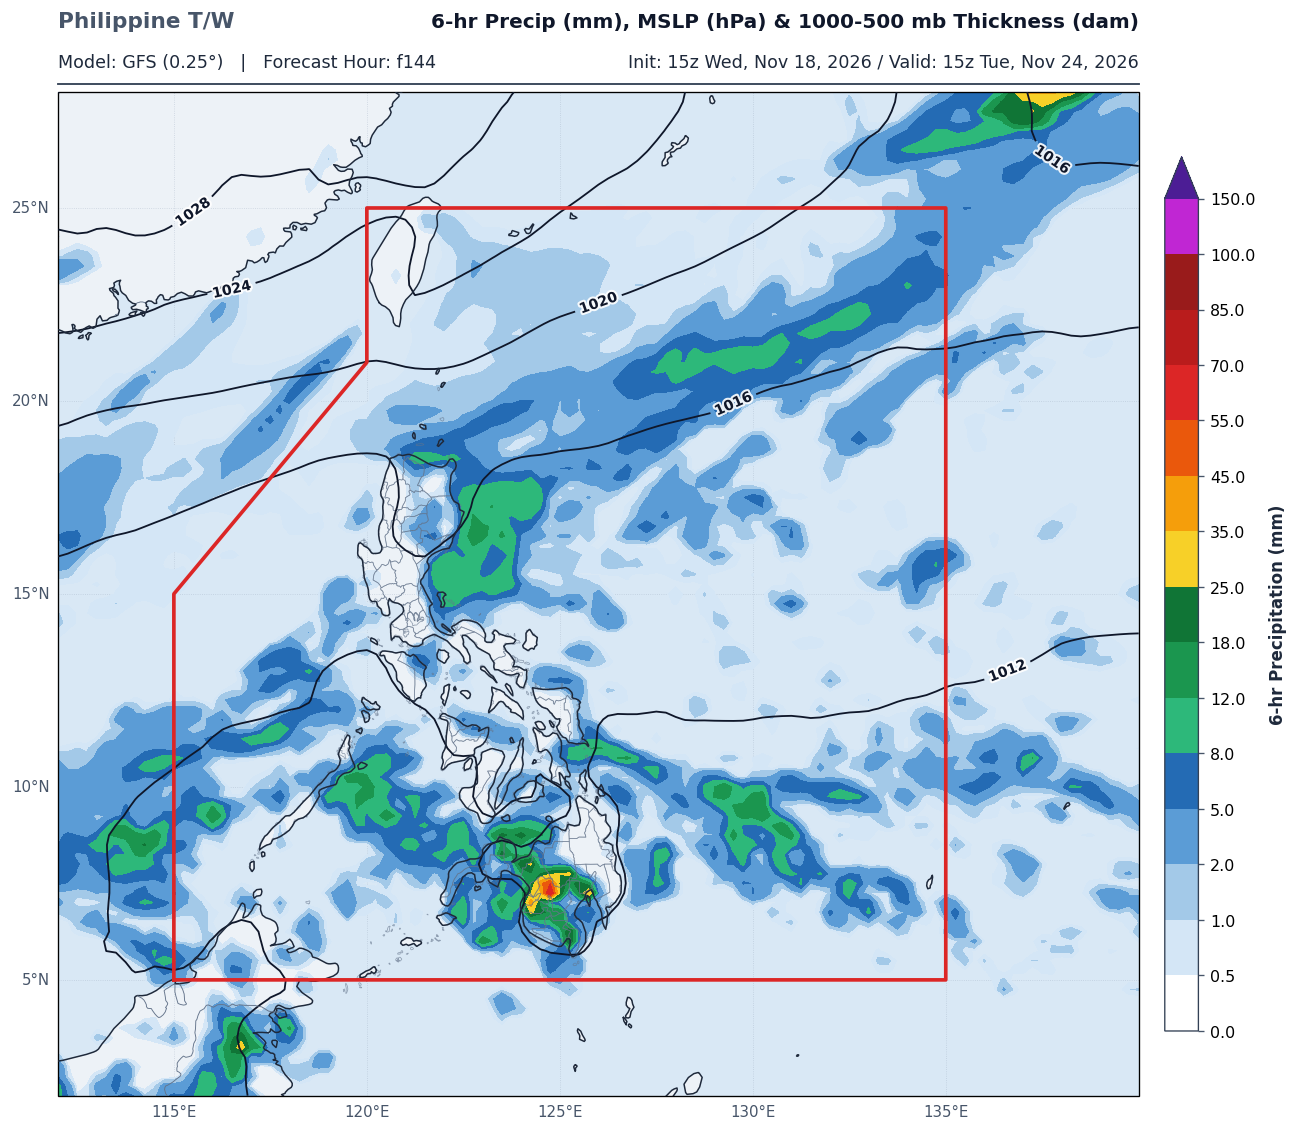 Philippine T/W
6-hr Precip (mm), MSLP (hPa) & 1000-500 mb Thickness (dam)
Model: GFS (0.25°) | Forecast Hour: f144
Init: 15z Wed, Nov 18, 2026 / Valid: 15z Tue, Nov 24, 2026
1016
1028
1024
1020
1016
1012
25°N
20°N
15°N
10°N
5°N
115°E
120°E
125°E
130°E
135°E
150.0
100.0
85.0
70.0
55.0
45.0
35.0
25.0
18.0
12.0
8.0
5.0
2.0
1.0
0.5
0.0
6-hr Precipitation (mm)